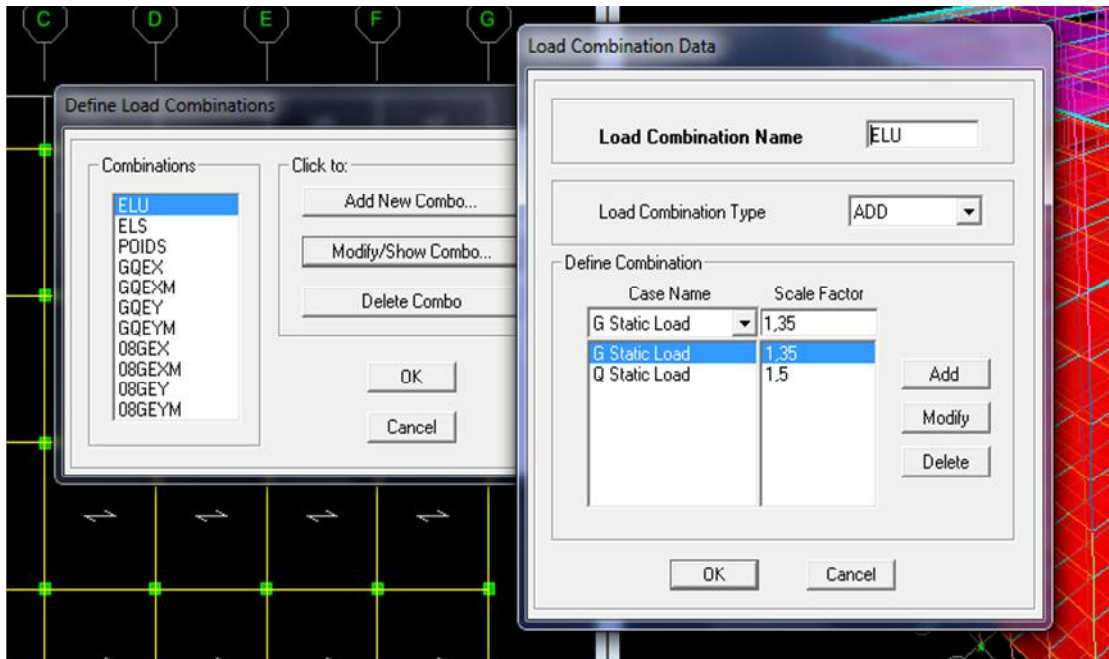 C D E F G
Define Load Combinations
Combinations
ELU
ELS
POIDS
GQEX
GQEXM
GQEY
GQEYM
08GEX
08GEXM
08GEY
08GEYM
Click to:
Add New Combo...
Modify/Show Combo...
Delete Combo
OK
Cancel
Load Combination Data
Load Combination Name ELU
Load Combination Type ADD
Define Combination
Case Name Scale Factor
G Static Load 1,35
G Static Load 1,35
Q Static Load 1,5
Add
Modify
Delete
OK Cancel